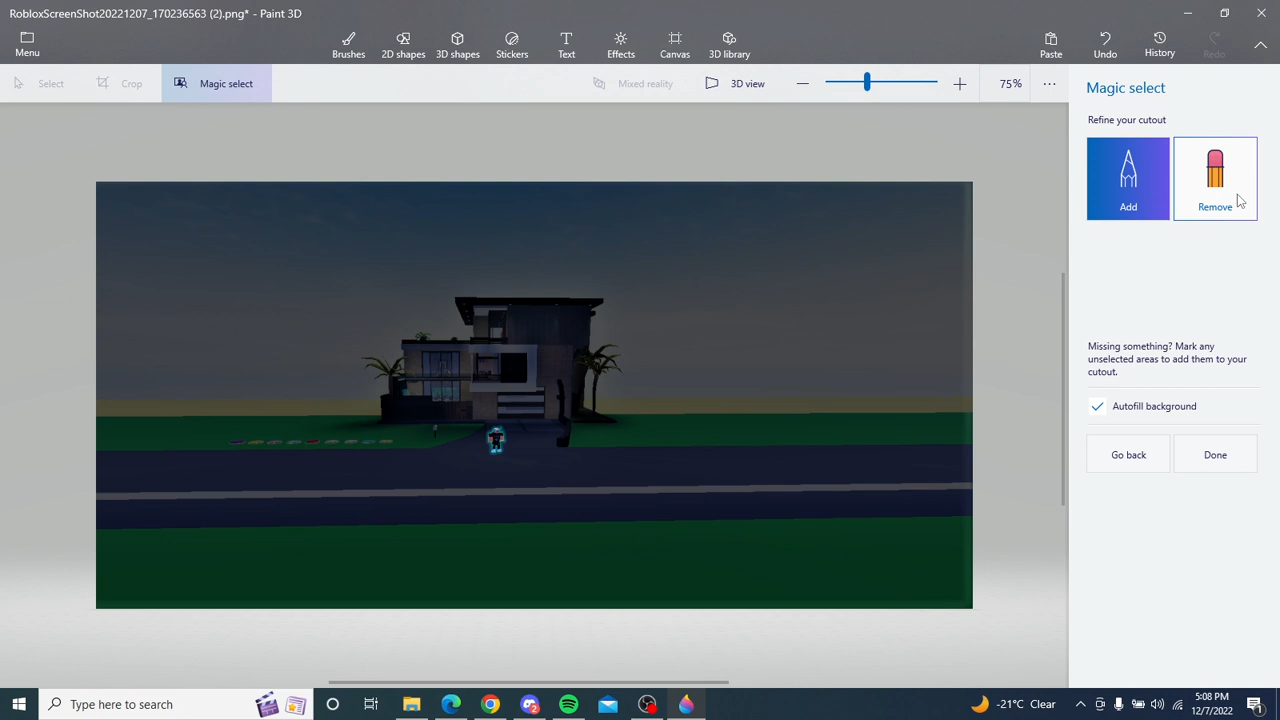 RobloxScreenShot20221207_170236563 (2).png* - Paint 3D
Menu
Brushes
2D shapes
3D shapes
Stickers
Text
Effects
Canvas
3D library
Paste
Undo
History
Redo
Select
Crop
Magic select
Mixed reality
3D view
75%
Magic select
Refine your cutout
Add
Remove
Missing something? Mark any
unselected areas to add them to your
cutout.
Autofill background
Go back
Done
Type here to search
-21°C Clear
5:08 PM
12/7/2022